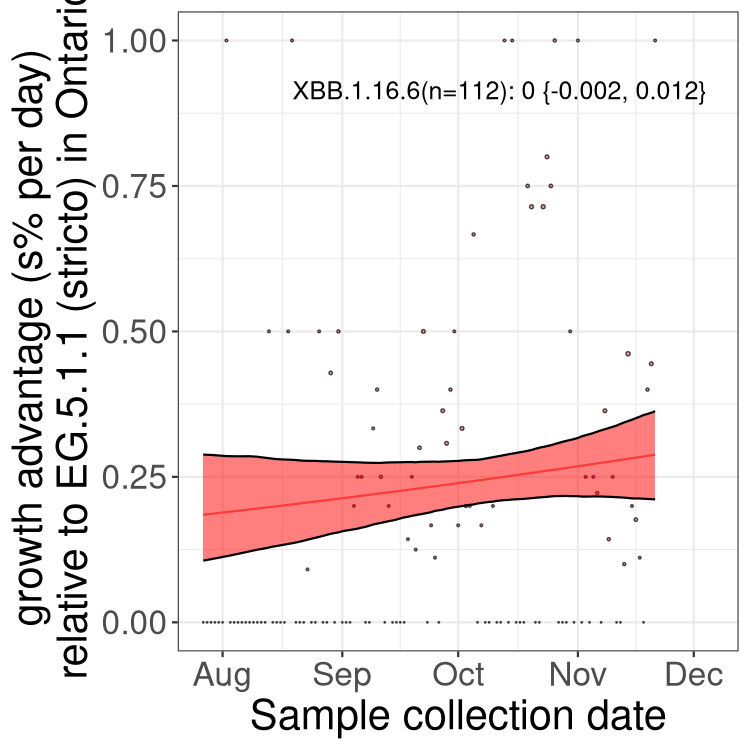 growth advantage (s% per day)
relative to EG.5.1.1 (stricto) in Ontario
1.00
0.75
0.50
0.25
0.00
XBB.1.16.6(n=112): 0 {-0.002, 0.012}
Aug Sep Oct Nov Dec
Sample collection date